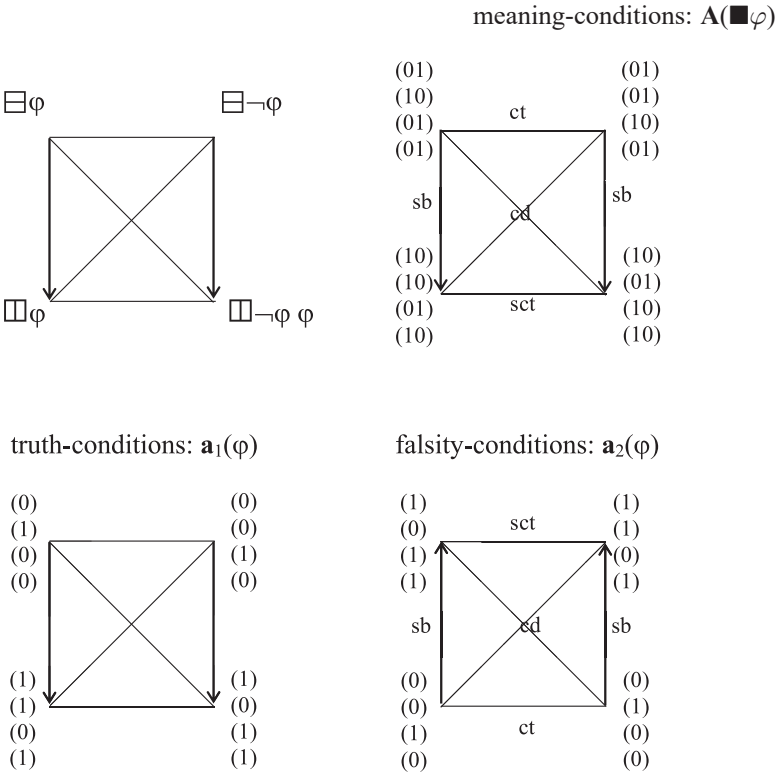 meaning-conditions: A(■φ)
⊟φ ⊟¬φ
(01) (01)
(10) (01)
(01) ct (10)
(01) (01)
sb cd sb
◫φ ◫¬φ φ
(10) (10)
(10) (01)
(01) sct (10)
(10) (10)
truth-conditions: a₁(φ)
(0) (0)
(1) (0)
(0) (1)
(0) (0)
(1) (1)
(1) (0)
(0) (1)
(1) (1)
falsity-conditions: a₂(φ)
(1) (1)
(0) sct (1)
(1) (0)
(1) (1)
sb cd sb
(0) (0)
(0) (1)
(1) ct (0)
(0) (0)